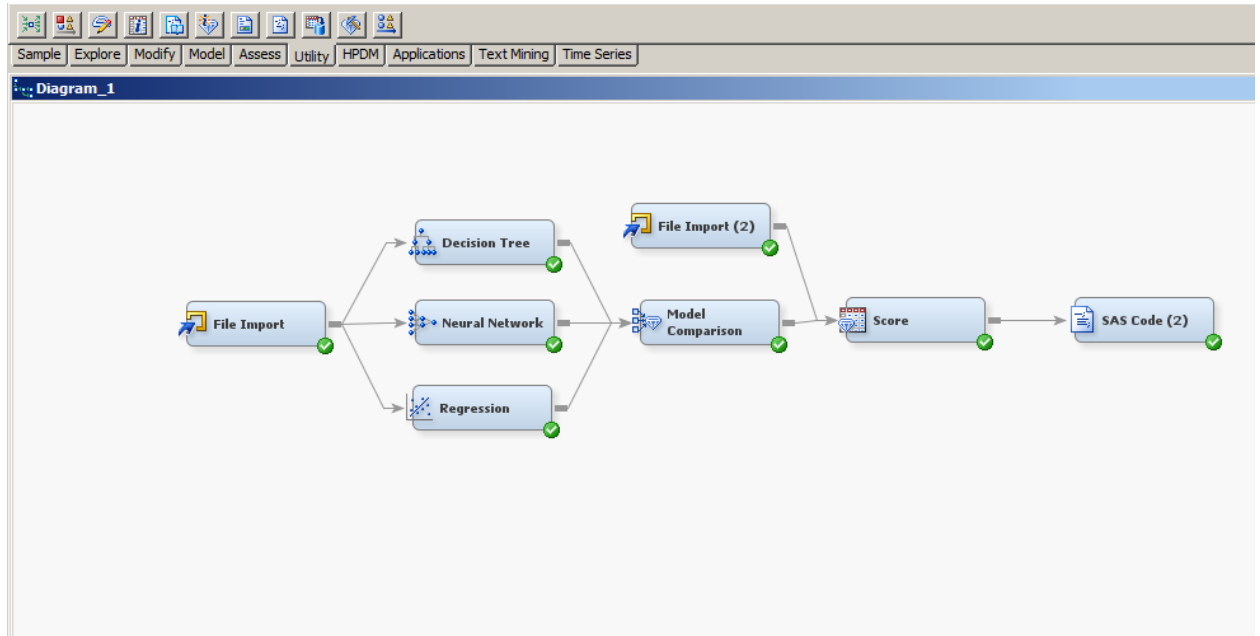 Sample Explore Modify Model Assess Utility HPDM Applications Text Mining Time Series
Diagram_1
File Import (2)
Decision Tree
File Import
Neural Network
Model
Comparison
Score
SAS Code (2)
Regression